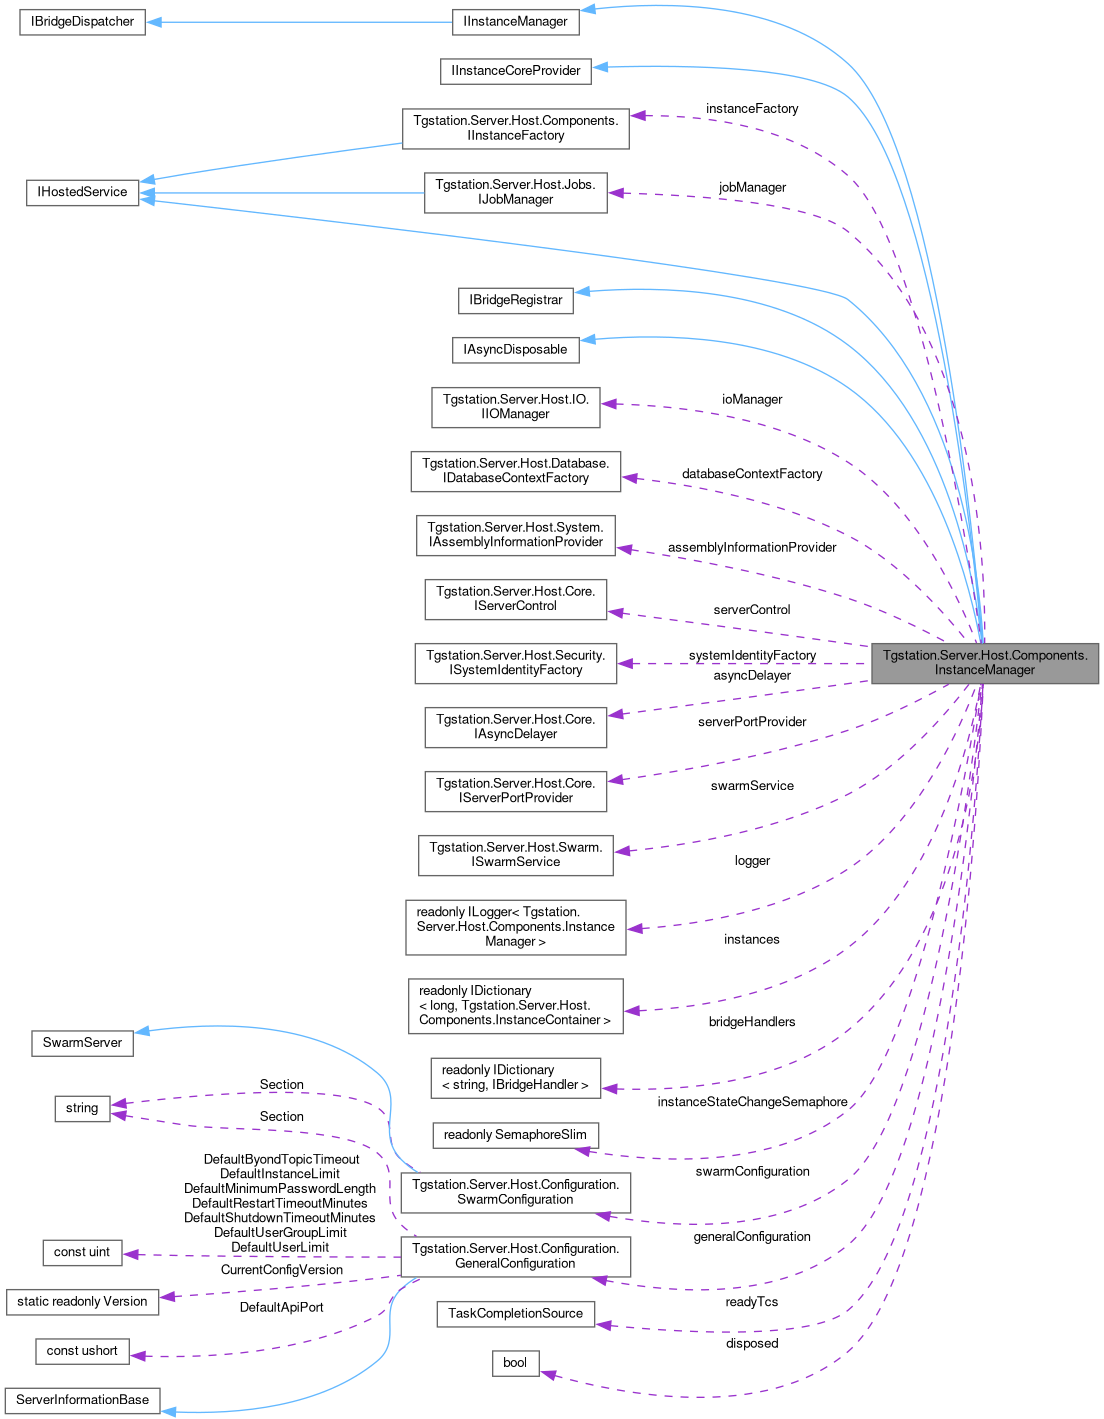 IBridgeDispatcher
IInstanceManager
IInstanceCoreProvider
Tgstation.Server.Host.Components.
IInstanceFactory
instanceFactory
IHostedService
Tgstation.Server.Host.Jobs.
IJobManager
jobManager
IBridgeRegistrar
IAsyncDisposable
Tgstation.Server.Host.IO.
IIOManager
ioManager
Tgstation.Server.Host.Database.
IDatabaseContextFactory
databaseContextFactory
Tgstation.Server.Host.System.
IAssemblyInformationProvider
assemblyInformationProvider
Tgstation.Server.Host.Core.
IServerControl
serverControl
Tgstation.Server.Host.Security.
ISystemIdentityFactory
systemIdentityFactory
Tgstation.Server.Host.Components.
InstanceManager
asyncDelayer
Tgstation.Server.Host.Core.
IAsyncDelayer
serverPortProvider
Tgstation.Server.Host.Core.
IServerPortProvider
swarmService
Tgstation.Server.Host.Swarm.
ISwarmService
logger
readonly ILogger< Tgstation.
Server.Host.Components.Instance
Manager >
instances
readonly IDictionary
< long, Tgstation.Server.Host.
Components.InstanceContainer >
bridgeHandlers
SwarmServer
readonly IDictionary
< string, IBridgeHandler >
Section
string
Section
instanceStateChangeSemaphore
readonly SemaphoreSlim
swarmConfiguration
Tgstation.Server.Host.Configuration.
SwarmConfiguration
DefaultByondTopicTimeout
DefaultInstanceLimit
DefaultMinimumPasswordLength
DefaultRestartTimeoutMinutes
DefaultShutdownTimeoutMinutes
DefaultUserGroupLimit
DefaultUserLimit
generalConfiguration
Tgstation.Server.Host.Configuration.
GeneralConfiguration
const uint
CurrentConfigVersion
static readonly Version
DefaultApiPort
readyTcs
TaskCompletionSource
const ushort
disposed
bool
ServerInformationBase